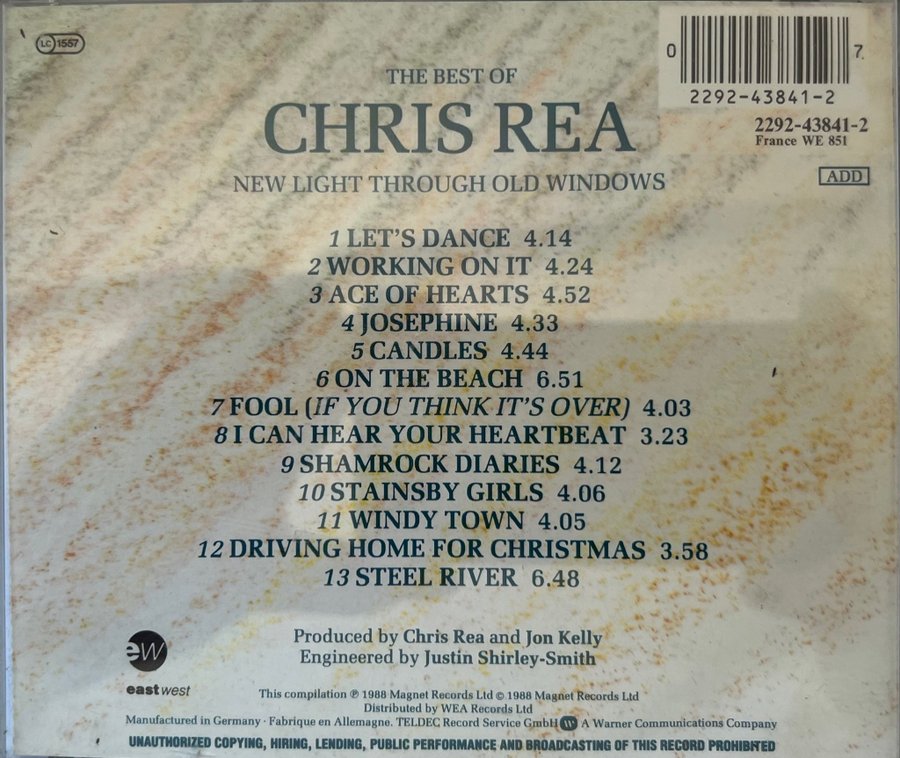 LC 1557
0 7
2292-43841-2
THE BEST OF
CHRIS REA
2292-43841-2
France WE 851
NEW LIGHT THROUGH OLD WINDOWS
ADD
1 LET'S DANCE 4.14
2 WORKING ON IT 4.24
3 ACE OF HEARTS 4.52
4 JOSEPHINE 4.33
5 CANDLES 4.44
6 ON THE BEACH 6.51
7 FOOL (IF YOU THINK IT'S OVER) 4.03
8 I CAN HEAR YOUR HEARTBEAT 3.23
9 SHAMROCK DIARIES 4.12
10 STAINSBY GIRLS 4.06
11 WINDY TOWN 4.05
12 DRIVING HOME FOR CHRISTMAS 3.58
13 STEEL RIVER 6.48
Produced by Chris Rea and Jon Kelly
Engineered by Justin Shirley-Smith
ew
eastwest
This compilation ℗ 1988 Magnet Records Ltd © 1988 Magnet Records Ltd
Distributed by WEA Records Ltd
Manufactured in Germany · Fabrique en Allemagne. TELDEC Record Service GmbH A Warner Communications Company
UNAUTHORIZED COPYING, HIRING, LENDING, PUBLIC PERFORMANCE AND BROADCASTING OF THIS RECORD PROHIBITED